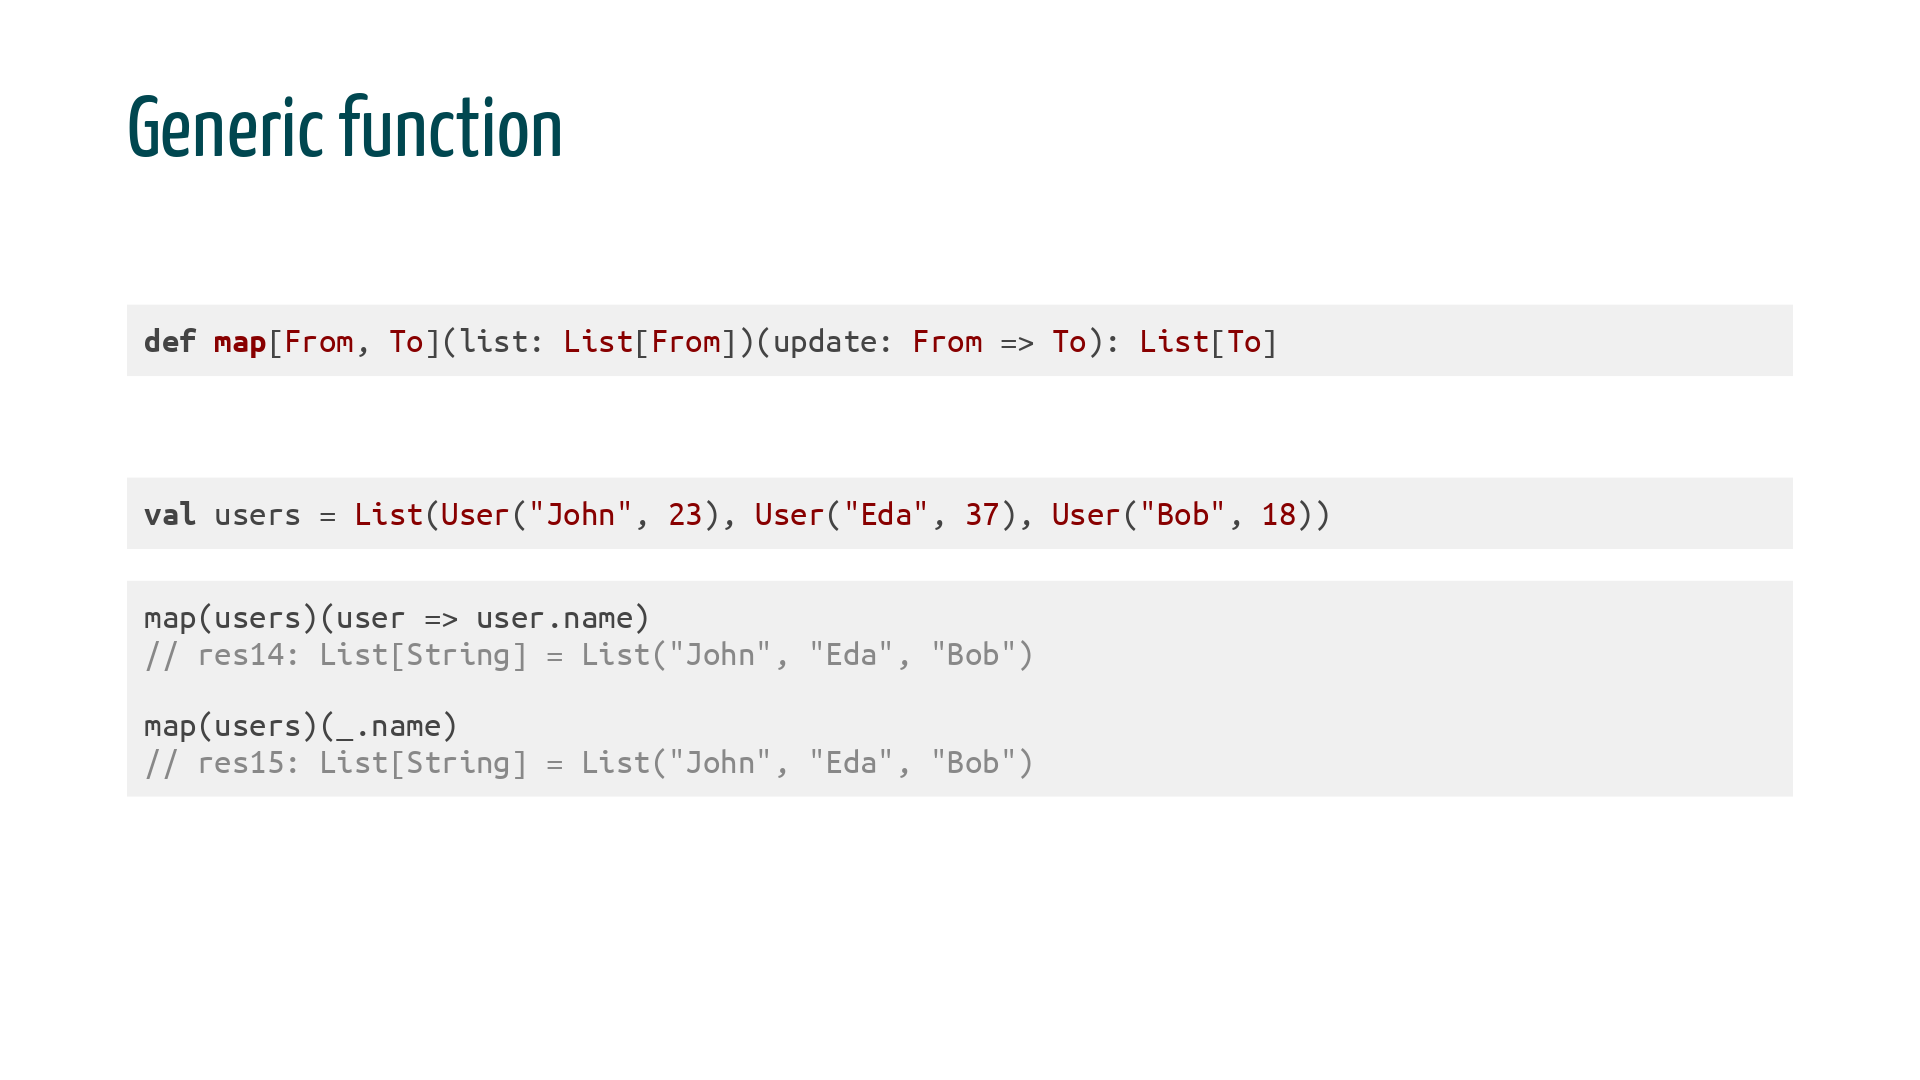 Generic function
def map[From, To](list: List[From])(update: From => To): List[To]
val users = List(User("John", 23), User("Eda", 37), User("Bob", 18))
map(users)(user => user.name)
// res14: List[String] = List("John", "Eda", "Bob")
map(users)(_.name)
// res15: List[String] = List("John", "Eda", "Bob")